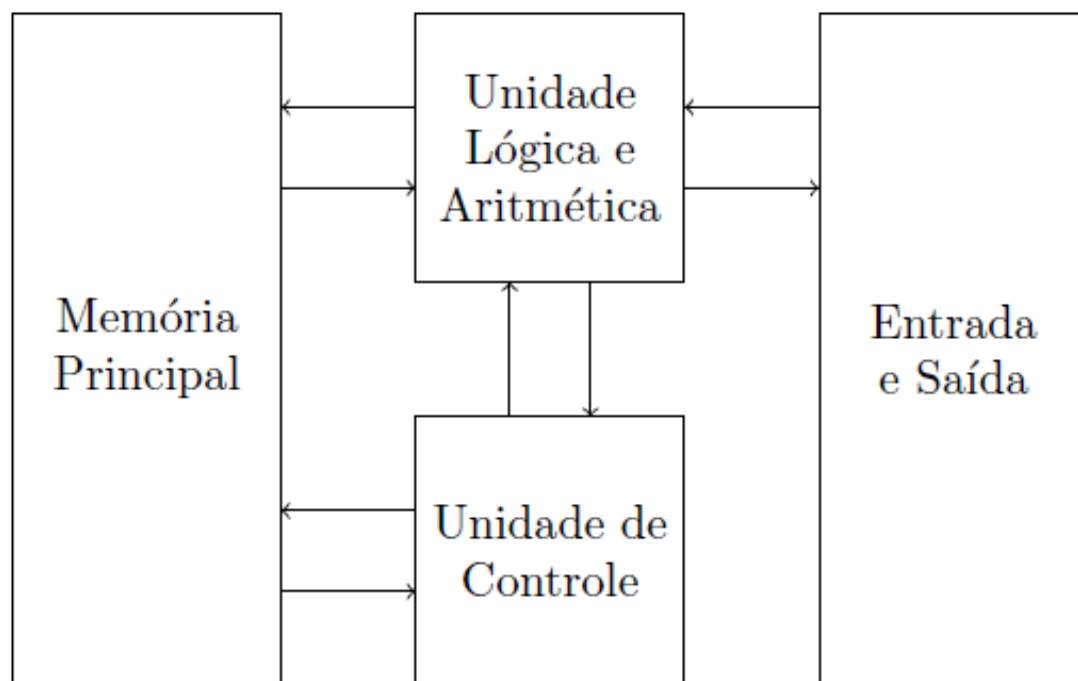 Unidade
Lógica e
Aritmética
Memória
Principal
Entrada
e Saída
Unidade de
Controle